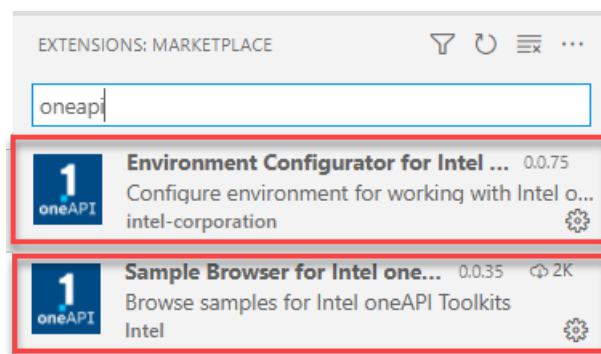 EXTENSIONS: MARKETPLACE
oneapi
1
oneAPI
Environment Configurator for Intel ... 0.0.75
Configure environment for working with Intel o...
intel-corporation
1
oneAPI
Sample Browser for Intel one... 0.0.35 2K
Browse samples for Intel oneAPI Toolkits
Intel